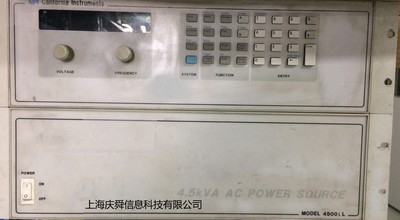 California Instruments
VOLTAGE
FREQUENCY
SYSTEM
FUNCTION
ENTRY
POWER
ON
OFF
4.5kVA AC POWER SOURCE
MODEL 4500iL
上海庆舜信息科技有限公司